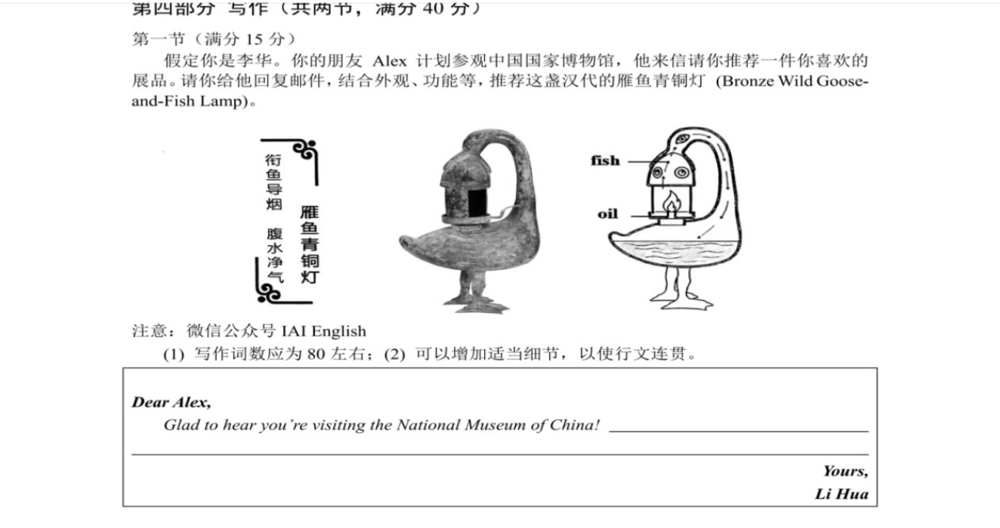 第四部分 写作（共两节，满分 40 分）
第一节（满分 15 分）
假定你是李华。你的朋友 Alex 计划参观中国国家博物馆，他来信请你推荐一件你喜欢的
展品。请你给他回复邮件，结合外观、功能等，推荐这盏汉代的雁鱼青铜灯 (Bronze Wild Goose-
and-Fish Lamp)。
雁鱼青铜灯
衔鱼导烟 腹水净气
fish
oil
注意：微信公众号 IAI English
(1) 写作词数应为 80 左右；(2) 可以增加适当细节，以使行文连贯。
Dear Alex,
Glad to hear you’re visiting the National Museum of China!
Yours,
Li Hua